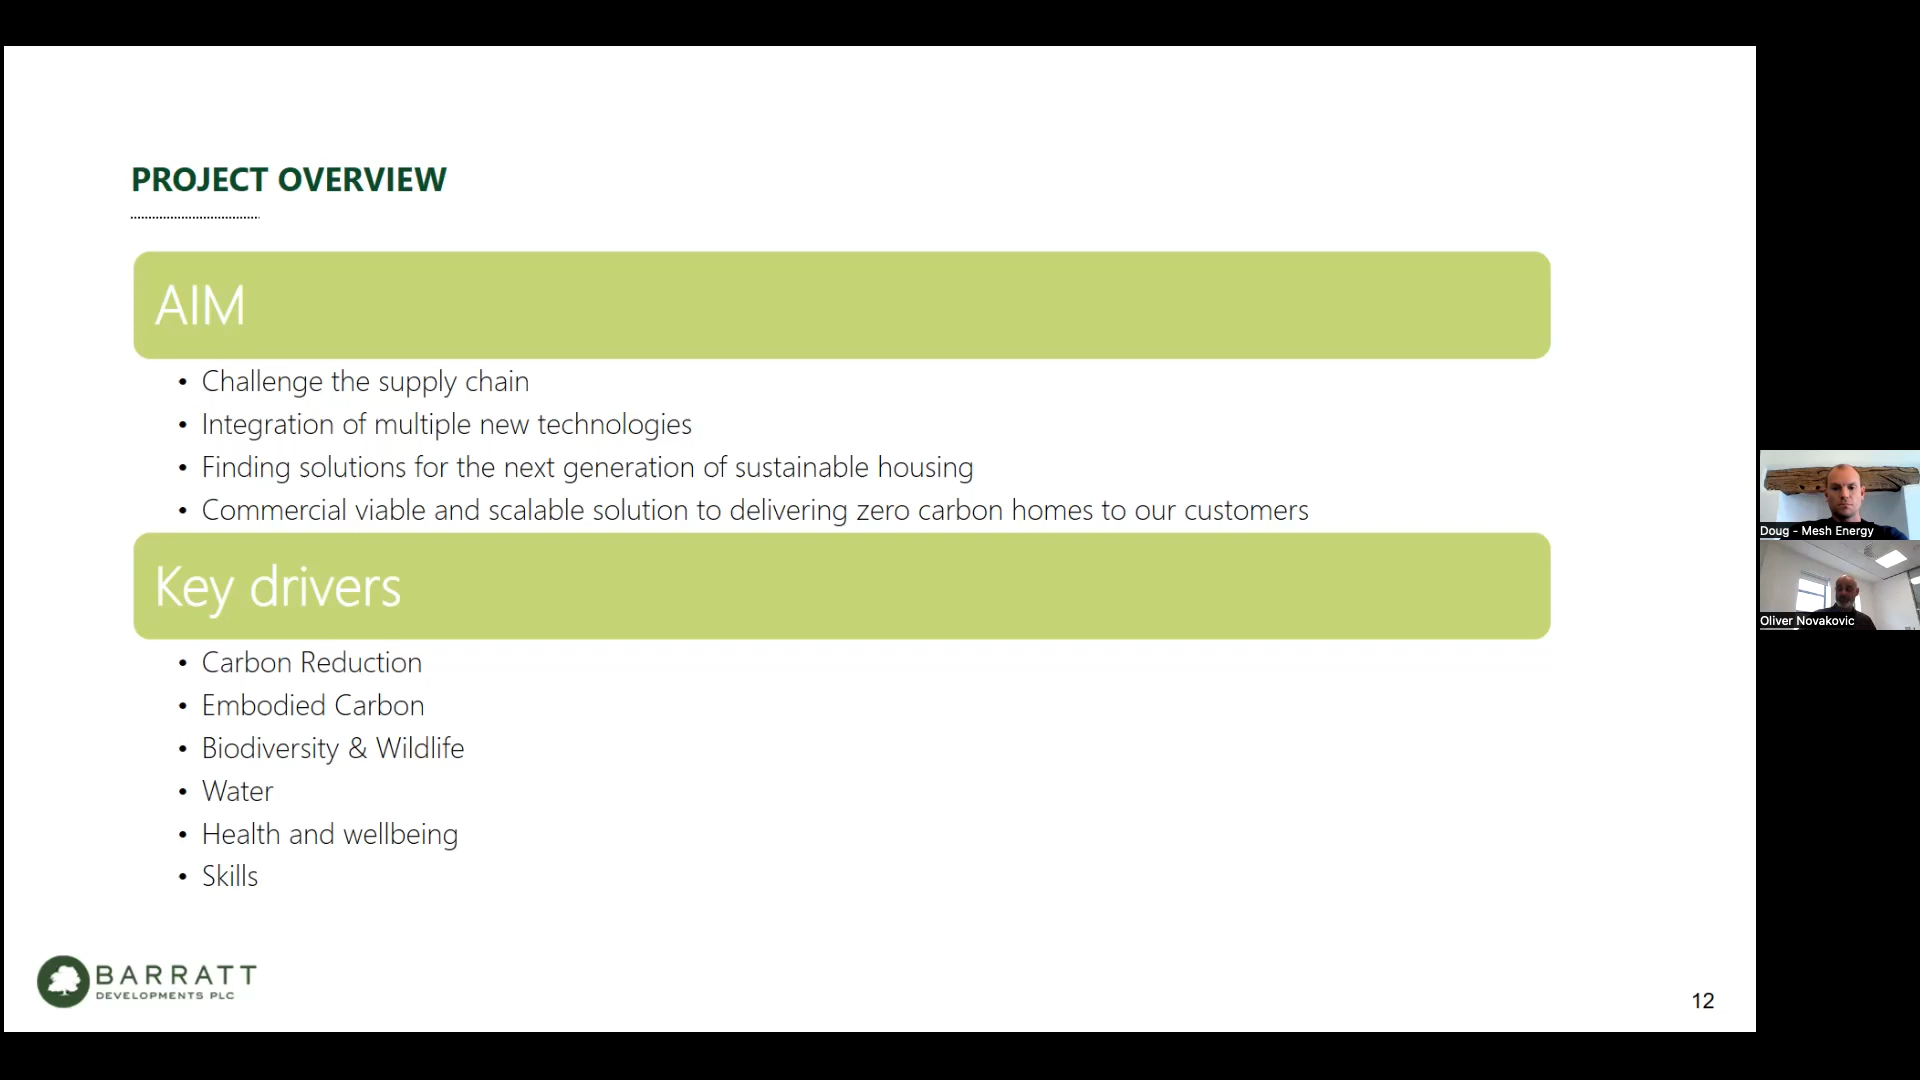 PROJECT OVERVIEW
AIM
• Challenge the supply chain
• Integration of multiple new technologies
• Finding solutions for the next generation of sustainable housing
• Commercial viable and scalable solution to delivering zero carbon homes to our customers
Key drivers
• Carbon Reduction
• Embodied Carbon
• Biodiversity & Wildlife
• Water
• Health and wellbeing
• Skills
BARRATT
DEVELOPMENTS PLC
12
Doug - Mesh Energy
Oliver Novakovic